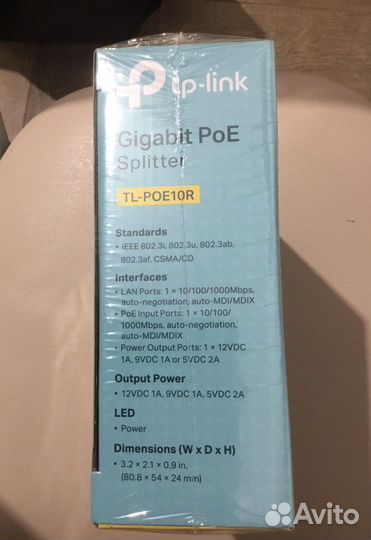 tp-link
Gigabit PoE
Splitter
TL-POE10R
Standards
• IEEE 802.3i, 802.3u, 802.3ab,
802.3af, CSMA/CD
Interfaces
• LAN Ports: 1 × 10/100/1000Mbps,
auto-negotiation, auto-MDI/MDIX
• PoE Input Ports: 1 × 10/100/
1000Mbps, auto-negotiation,
auto-MDI/MDIX
• Power Output Ports: 1 × 12VDC
1A, 9VDC 1A or 5VDC 2A
Output Power
• 12VDC 1A, 9VDC 1A, 5VDC 2A
LED
• Power
Dimensions (W x D x H)
• 3.2 × 2.1 × 0.9 in.
(80.8 × 54 × 24 mm)
Avito